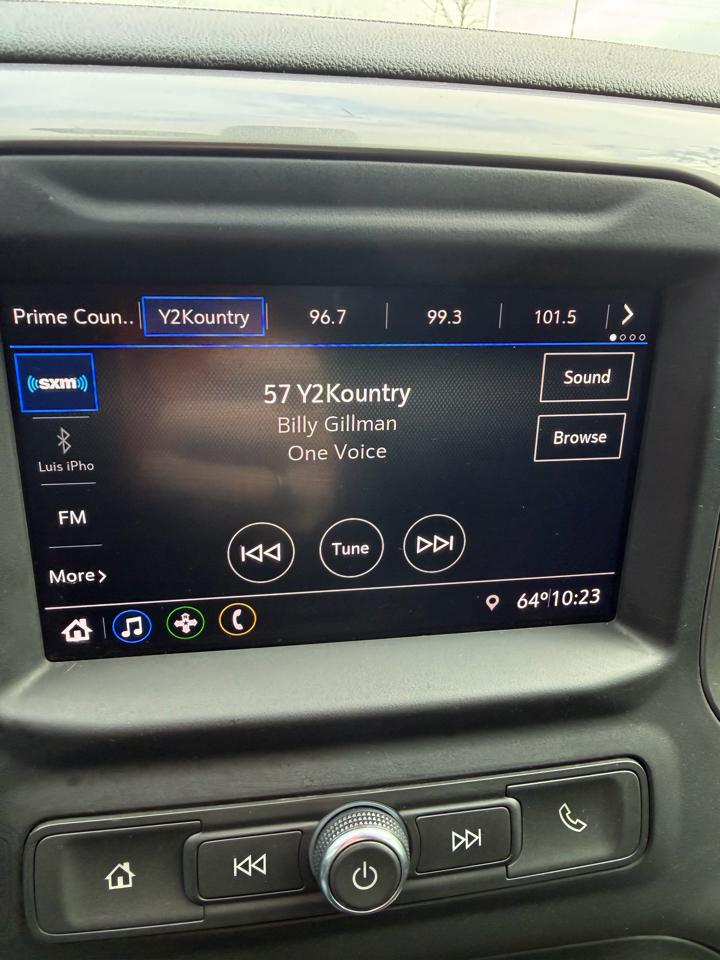 Prime Coun.. Y2Kountry 96.7 99.3 101.5
sxm
57 Y2Kountry
Billy Gillman
One Voice
Sound
Browse
Luis iPho
FM
More
Tune
64° 10:23